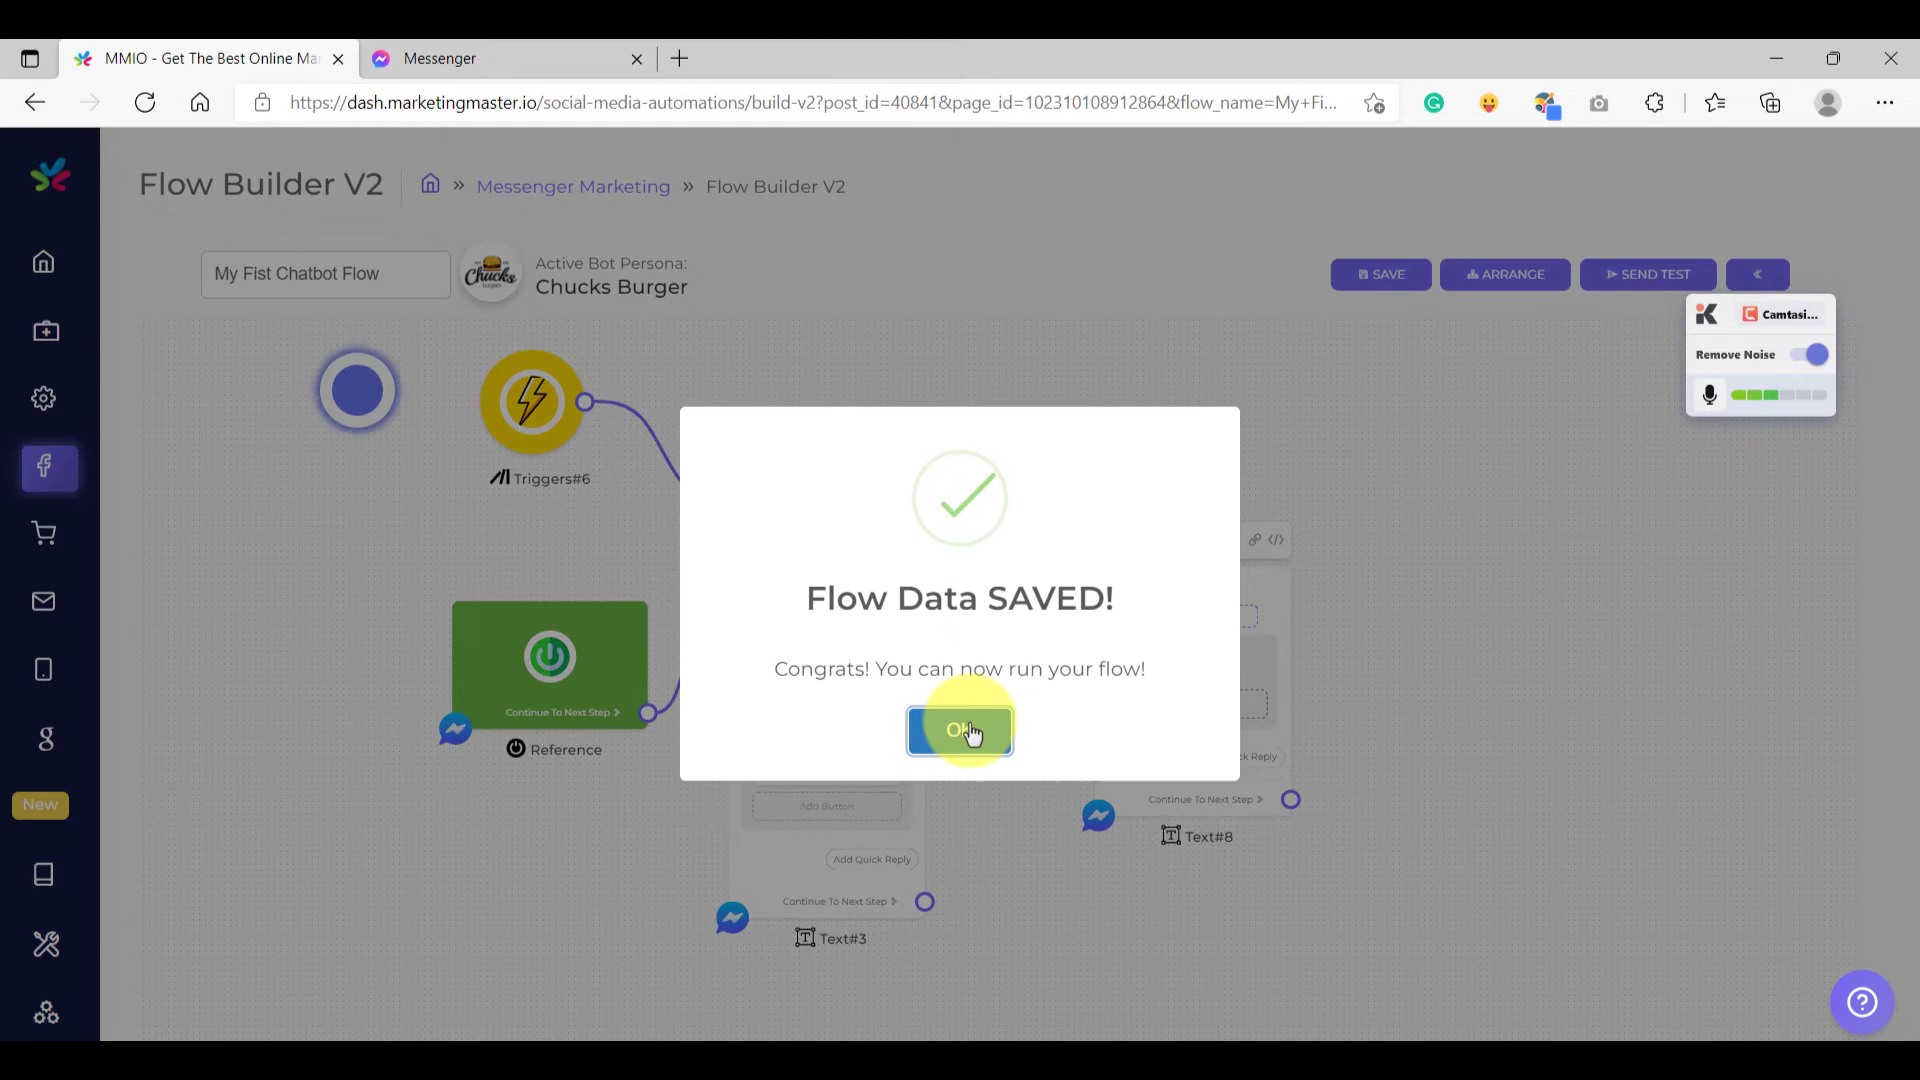 MMIO - Get The Best Online Ma
Messenger
https://dash.marketingmaster.io/social-media-automations/build-v2?post_id=40841&page_id=102310108912864&flow_name=My+Fi...
Flow Builder V2
» Messenger Marketing » Flow Builder V2
My Fist Chatbot Flow
Chucks
burgers
Active Bot Persona:
Chucks Burger
SAVE
ARRANGE
SEND TEST
Camtasi...
Remove Noise
Triggers#6
Flow Data SAVED!
Congrats! You can now run your flow!
OK
Continue To Next Step
Reference
New
Add Button
Add Quick Reply
Continue To Next Step
Text#3
ck Reply
Continue To Next Step
Text#8